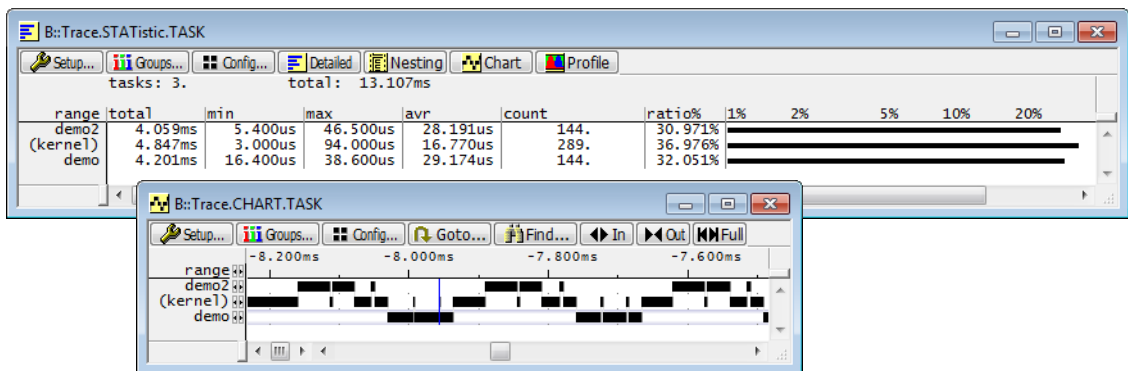 B::Trace.STATistic.TASK
Setup... Groups... Config... Detailed Nesting Chart Profile
tasks: 3. total: 13.107ms
range total min max avr count ratio% 1% 2% 5% 10% 20%
demo2 4.059ms 5.400us 46.500us 28.191us 144. 30.971%
(kernel) 4.847ms 3.000us 94.000us 16.770us 289. 36.976%
demo 4.201ms 16.400us 38.600us 29.174us 144. 32.051%
B::Trace.CHART.TASK
Setup... Groups... Config... Goto... Find... In Out Full
-8.200ms -8.000ms -7.800ms -7.600ms
range
demo2
(kernel)
demo